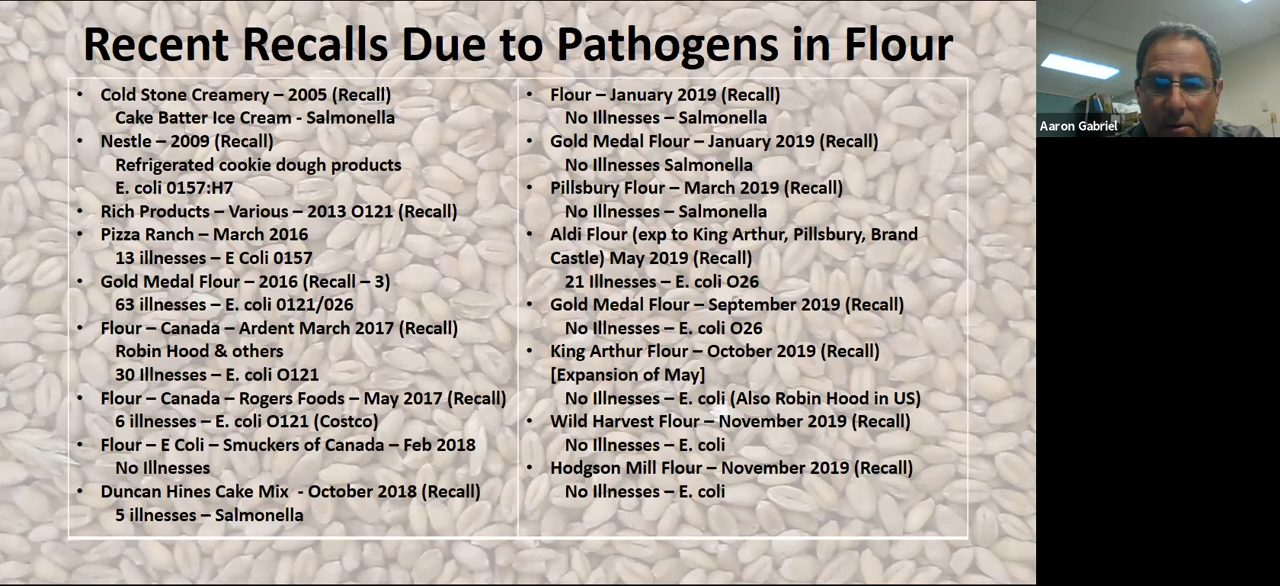 Recent Recalls Due to Pathogens in Flour
• Cold Stone Creamery – 2005 (Recall)
Cake Batter Ice Cream - Salmonella
• Nestle – 2009 (Recall)
Refrigerated cookie dough products
E. coli 0157:H7
• Rich Products – Various – 2013 O121 (Recall)
• Pizza Ranch – March 2016
13 illnesses – E Coli 0157
• Gold Medal Flour – 2016 (Recall – 3)
63 illnesses – E. coli 0121/026
• Flour – Canada – Ardent March 2017 (Recall)
Robin Hood & others
30 Illnesses – E. coli O121
• Flour – Canada – Rogers Foods – May 2017 (Recall)
6 illnesses – E. coli O121 (Costco)
• Flour – E Coli – Smuckers of Canada – Feb 2018
No Illnesses
• Duncan Hines Cake Mix - October 2018 (Recall)
5 illnesses – Salmonella
• Flour – January 2019 (Recall)
No Illnesses – Salmonella
• Gold Medal Flour – January 2019 (Recall)
No Illnesses Salmonella
• Pillsbury Flour – March 2019 (Recall)
No Illnesses – Salmonella
• Aldi Flour (exp to King Arthur, Pillsbury, Brand
Castle) May 2019 (Recall)
21 Illnesses – E. coli O26
• Gold Medal Flour – September 2019 (Recall)
No Illnesses – E. coli O26
• King Arthur Flour – October 2019 (Recall)
[Expansion of May]
No Illnesses – E. coli (Also Robin Hood in US)
• Wild Harvest Flour – November 2019 (Recall)
No Illnesses – E. coli
• Hodgson Mill Flour – November 2019 (Recall)
No Illnesses – E. coli
Aaron Gabriel